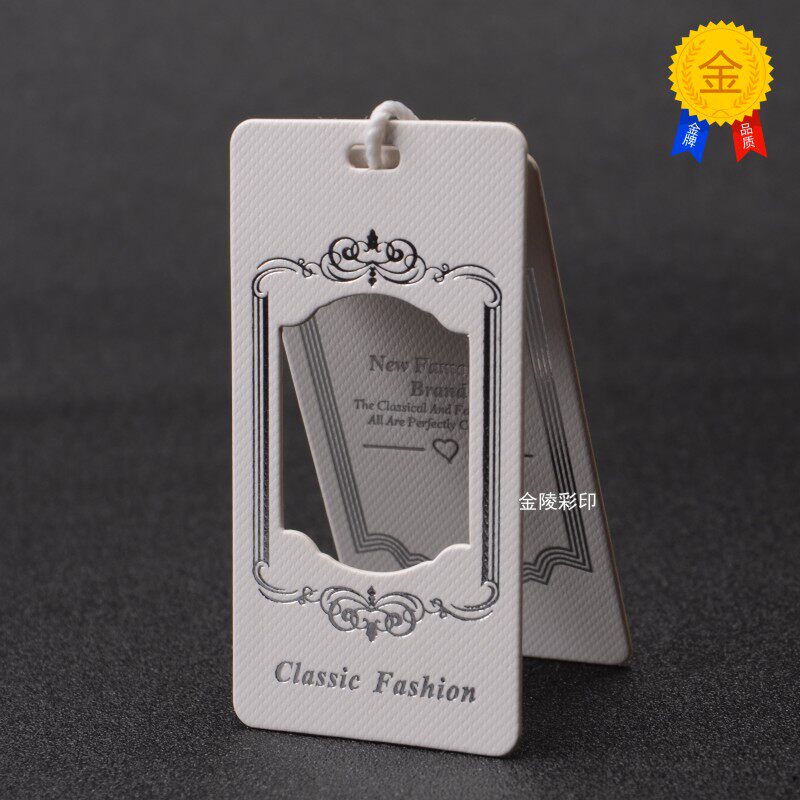 金
金牌
品质
New
Brand
The Classical And
All Are Perfectly
金陵彩印
Classic Fashion